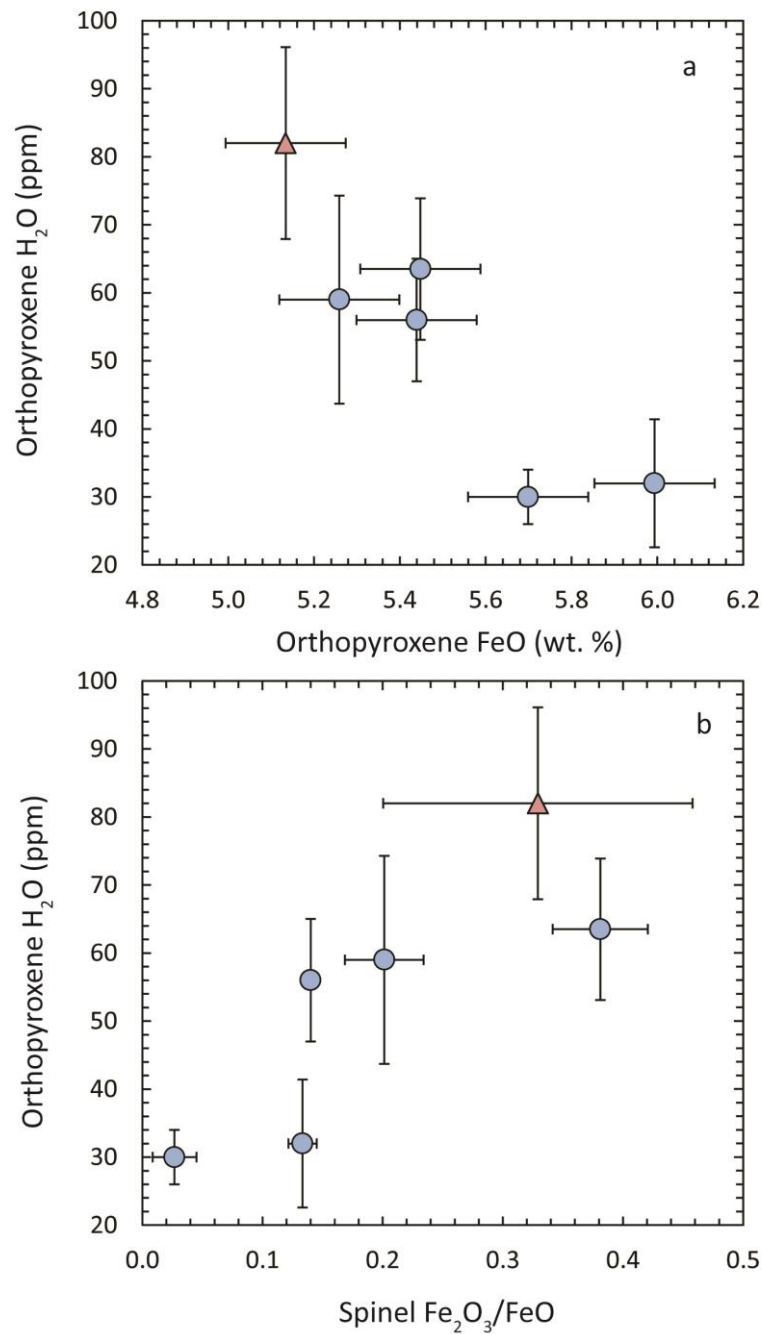 a
Orthopyroxene H₂O (ppm)
100
90
80
70
60
50
40
30
20
4.8 5.0 5.2 5.4 5.6 5.8 6.0 6.2
Orthopyroxene FeO (wt. %)
b
Orthopyroxene H₂O (ppm)
100
90
80
70
60
50
40
30
20
0.0 0.1 0.2 0.3 0.4 0.5
Spinel Fe₂O₃/FeO